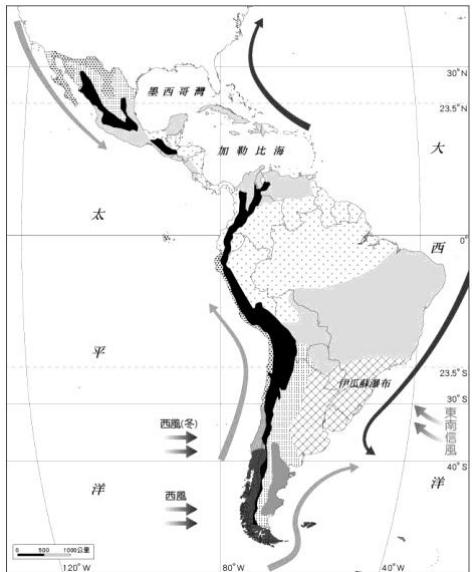 30°N
墨西哥灣
23.5°N
加勒比海
大
太
0°
西
平
伊瓜蘇瀑布
23.5°S
30°S
西風(冬)
東南信風
40°S
西風
洋
洋
0 500 1000公里
120°W
80°W
40°W